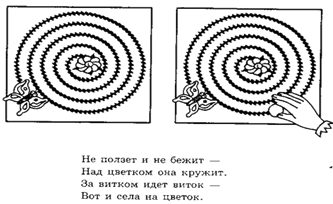 Не ползет и не бежит —
Над цветком она кружит.
За витком идет виток —
Вот и села на цветок.